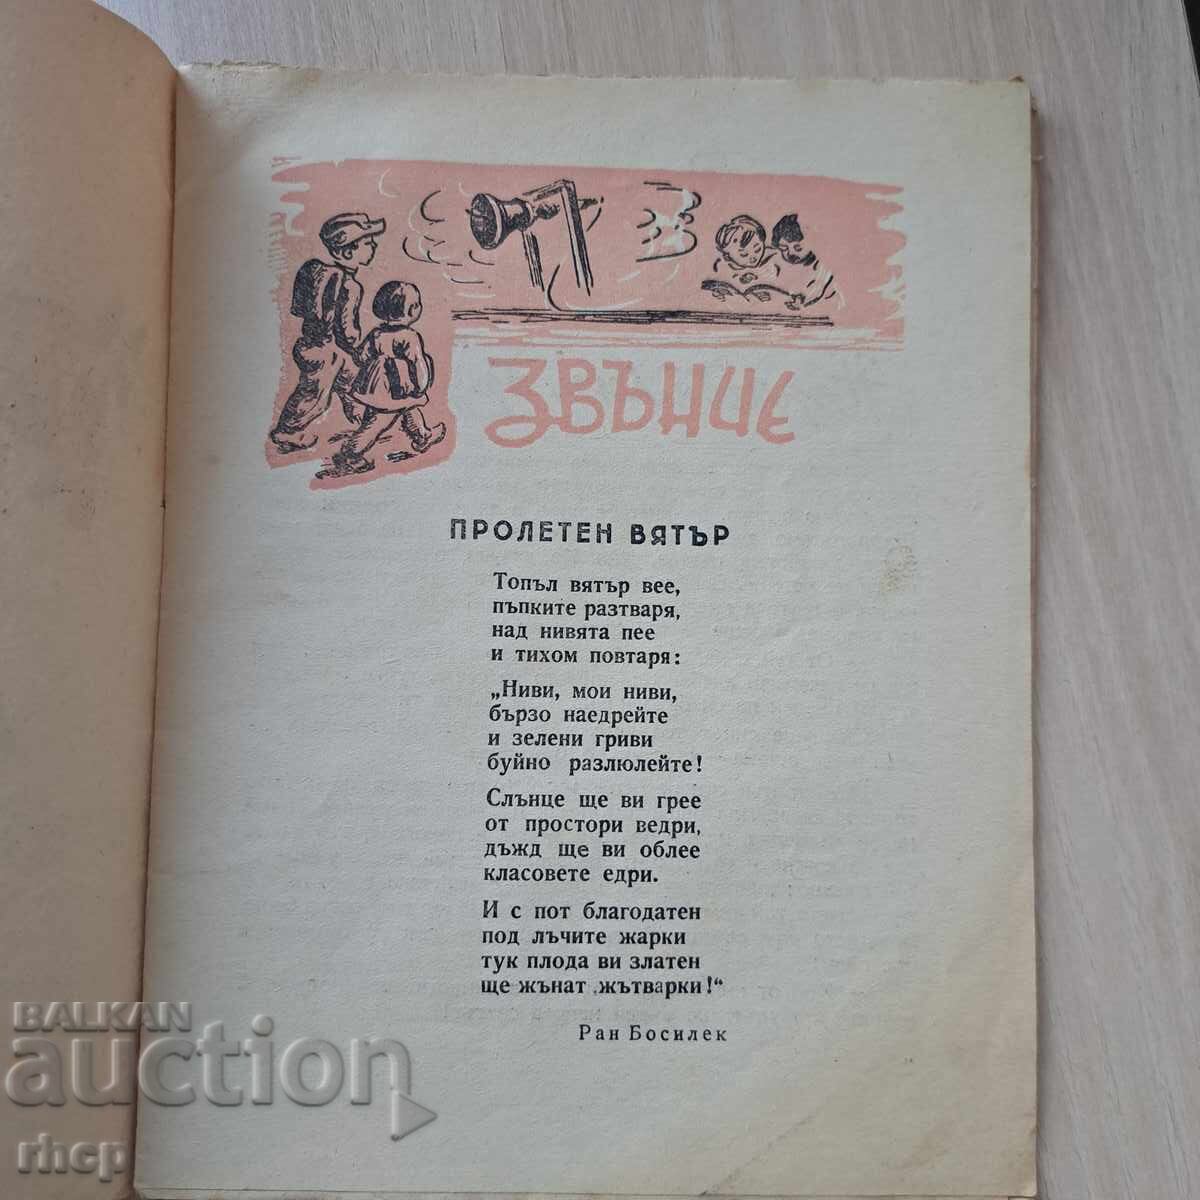 ЗВЪНЧЕ
ПРОЛЕТЕН ВЯТЪР
Топъл вятър вее,
пъпките разтваря,
над нивята пее
и тихом повтаря:
„Ниви, мои ниви,
бързо наедрейте
и зелени гриви
буйно разлюлейте!
Слънце ще ви грее
от простори ведри,
дъжд ще ви облее
класовете едри.
И с пот благодатен
под лъчите жарки
тук плода ви златен
ще жънат жътварки!“
Ран Босилек
BALKAN
auction
rhcp